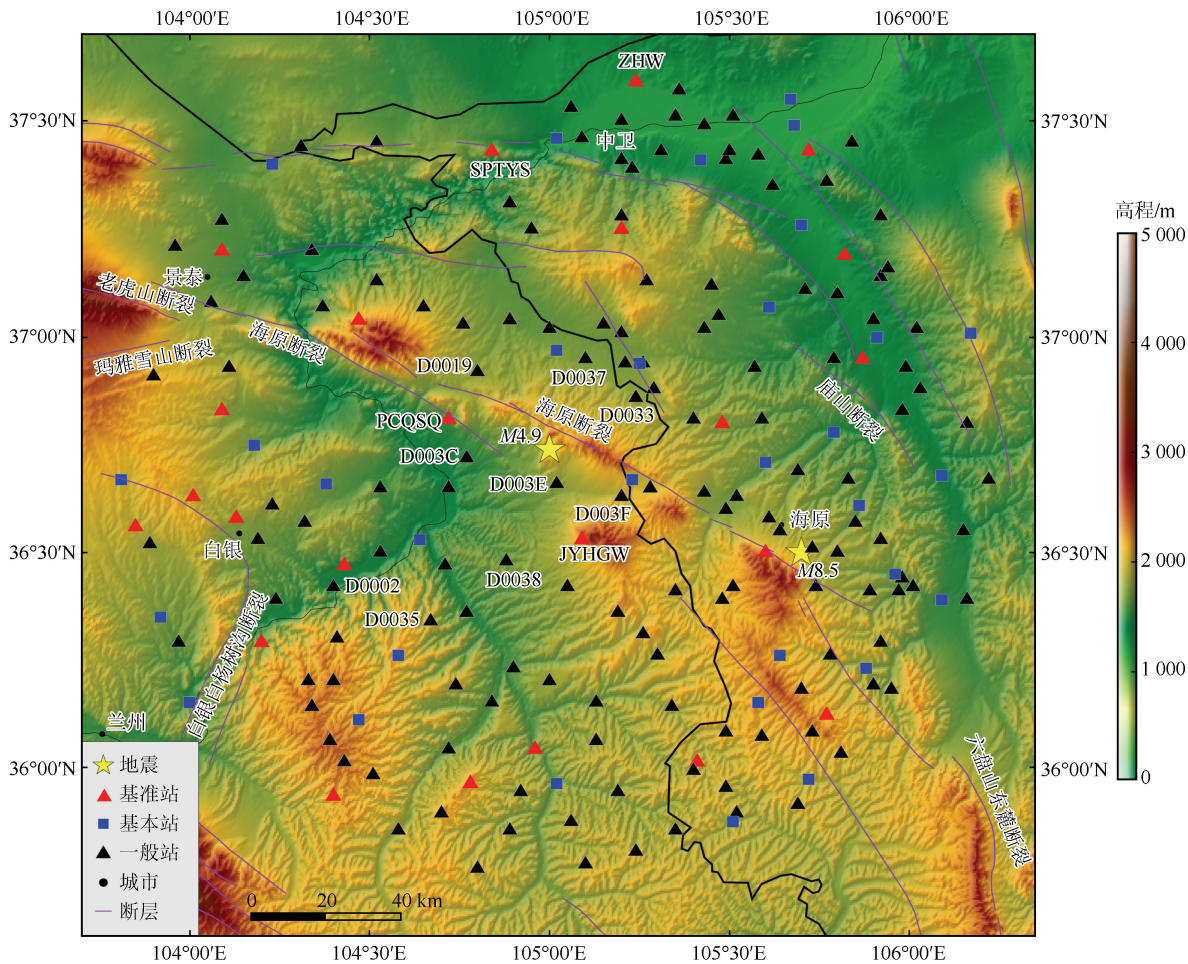 104°00′E 104°30′E 105°00′E 105°30′E 106°00′E
ZHW
37°30′N
37°30′N
中卫
SPTYS
高程/m
5 000
景泰
老虎山断裂
37°00′N
海原断裂
37°00′N
4 000
玛雅雪山断裂
D0019
D0037
庙山断裂
D0033
PCQSQ
海原断裂
M4.9
D003C
3 000
D003E
D003F
海原
白银
36°30′N
JYHGW
36°30′N
M8.5
2 000
D0038
D0002
D0035
白银白杨树沟断裂
1 000
兰州
六盘山东麓断裂
36°00′N
36°00′N
0
地震
基准站
基本站
一般站
城市
断层
0 20 40 km
104°00′E 104°30′E 105°00′E 105°30′E 106°00′E